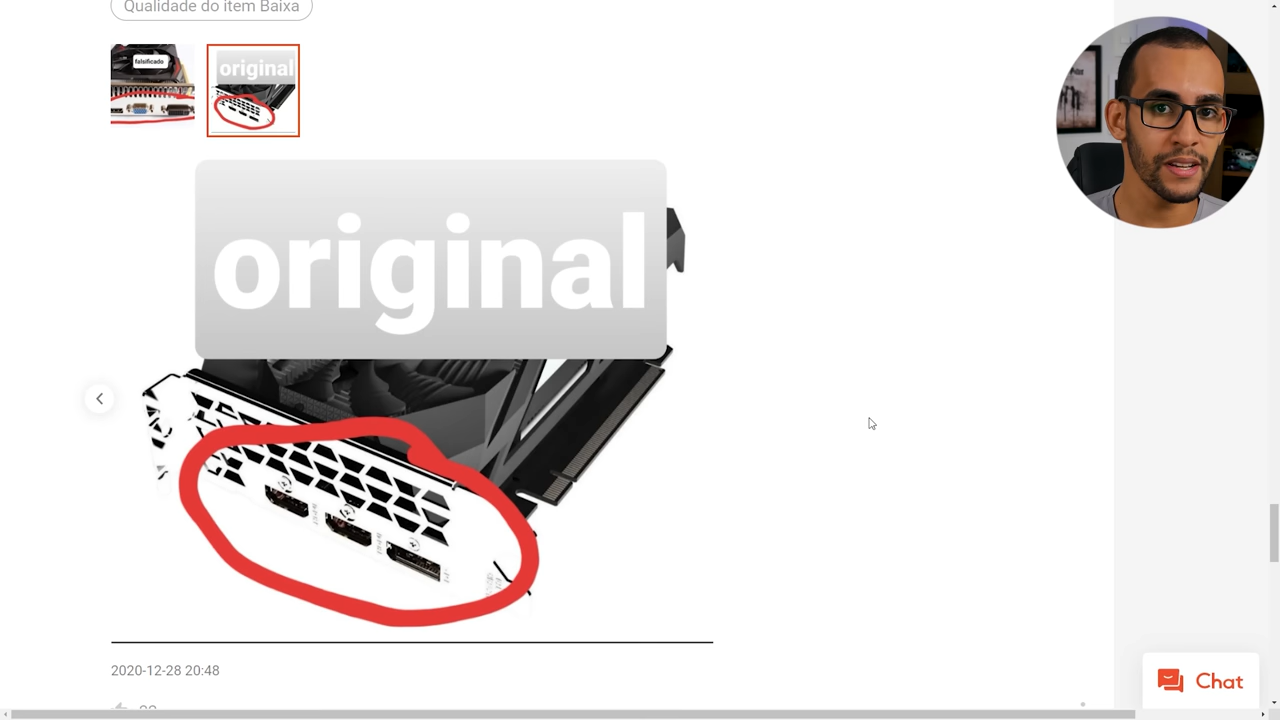 Qualidade do item Baixa
falsificado
original
original
2020-12-28 20:48
Chat